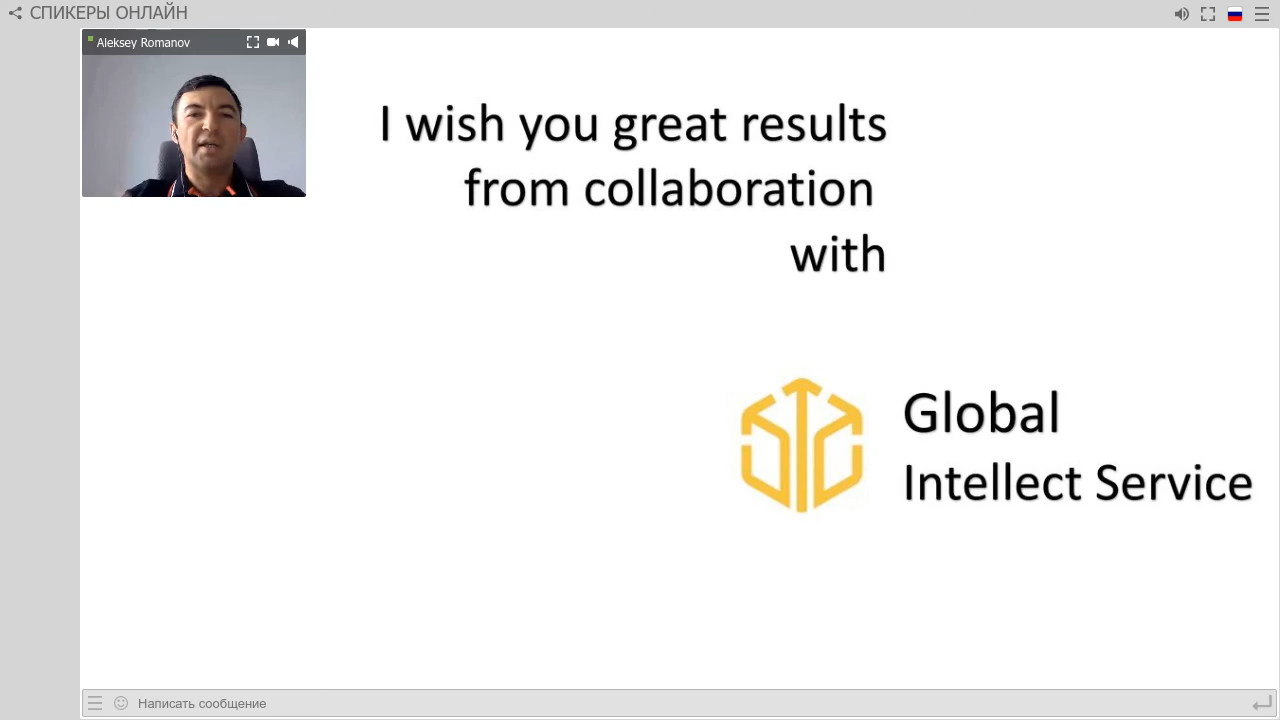 СПИКЕРЫ ОНЛАЙН
Aleksey Romanov
I wish you great results
from collaboration
with
Global
Intellect Service
Написать сообщение